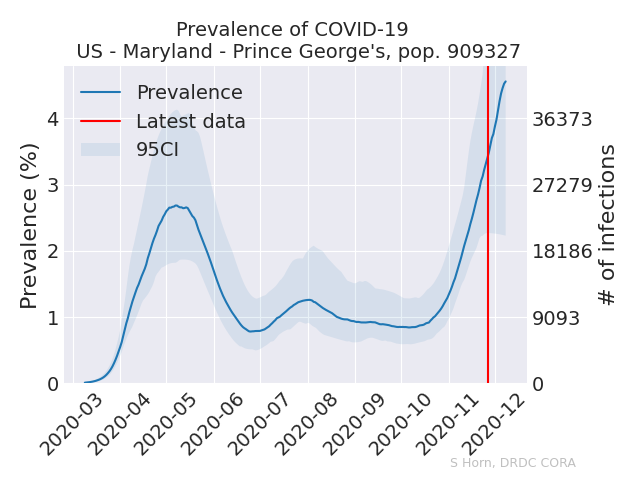 Prevalence of COVID-19
US - Maryland - Prince George's, pop. 909327
Prevalence
Latest data
95CI
Prevalence (%)
4
3
2
1
0
36373
27279
18186
9093
0
# of infections
2020-03
2020-04
2020-05
2020-06
2020-07
2020-08
2020-09
2020-10
2020-11
2020-12
S Horn, DRDC CORA